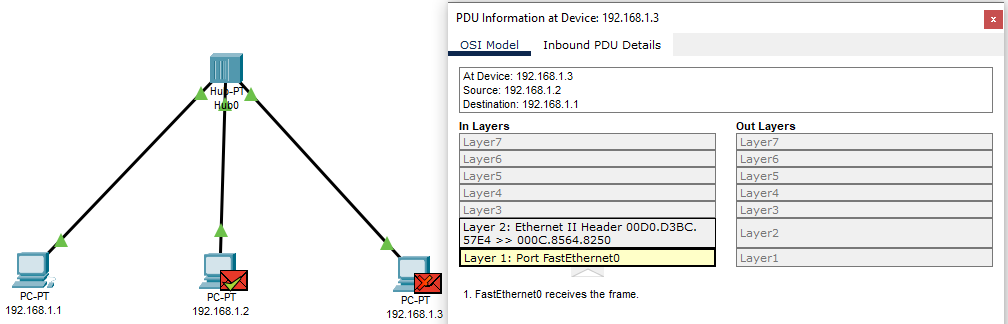 Hub-PT
Hub0
PC-PT
192.168.1.1
PC-PT
192.168.1.2
PC-PT
192.168.1.3
PDU Information at Device: 192.168.1.3
x
OSI Model
Inbound PDU Details
At Device: 192.168.1.3
Source: 192.168.1.2
Destination: 192.168.1.1
In Layers
Layer7
Layer6
Layer5
Layer4
Layer3
Layer 2: Ethernet II Header 00D0.D3BC.
57E4 >> 000C.8564.8250
Layer 1: Port FastEthernet0
Out Layers
Layer7
Layer6
Layer5
Layer4
Layer3
Layer2
Layer1
1. FastEthernet0 receives the frame.